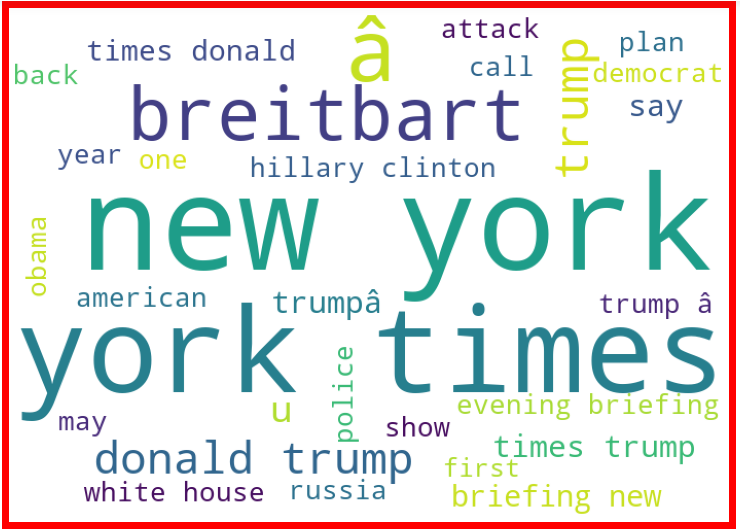 attack
â
plan
times donald
call
democrat
back
trump
breitbart
say
year
one
hillary clinton
new york
obama
american
trumpâ
trump â
york times
police
u
evening briefing
may
show
donald trump
times trump
first
white house
russia
briefing new